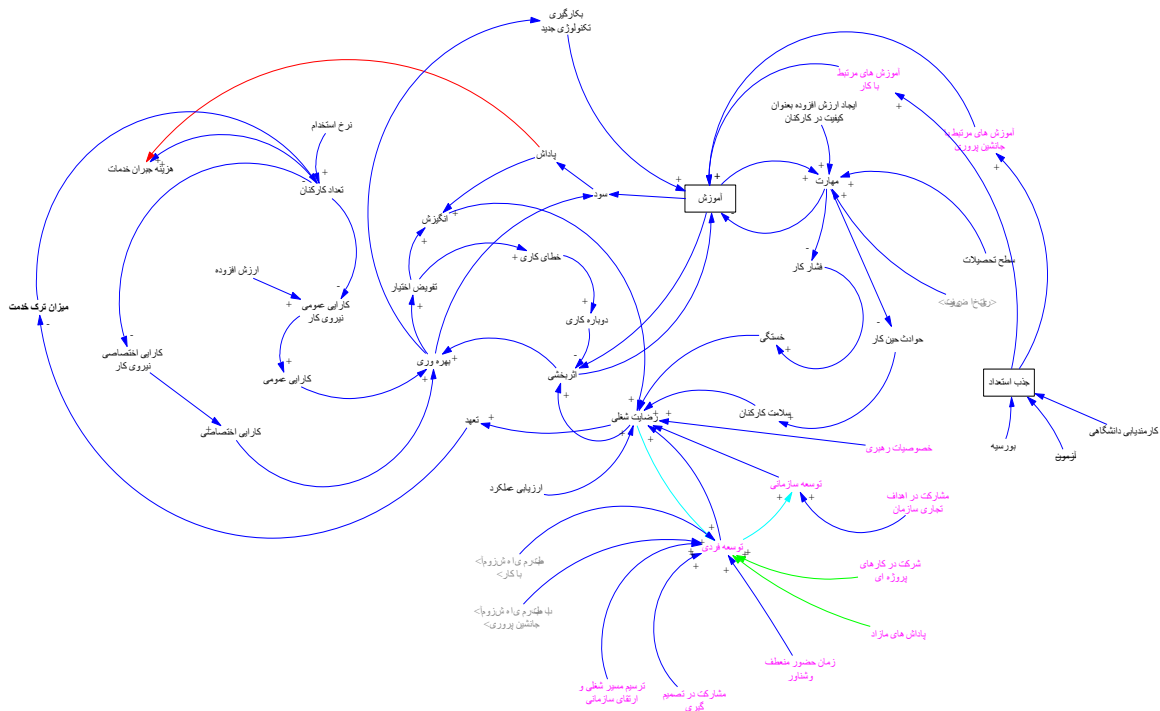 بکارگیری
تکنولوژی جدید
آموزش های مرتبط
با کار
ایجاد ارزش افزوده بعنوان
کیفیت در کارکنان
نرخ استخدام
آموزش های مرتبط با
جانشین پروری
پاداش
هزینه جبران خدمات
مهارت
تعداد کارکنان
سود
آموزش
انگیزش
خطای کاری
سطح تحصیلات
فشار کار
ارزش افزوده
تفویض اختیار
میزان ترک خدمت
کارایی عمومی
نیروی کار
دوباره کاری
خستگی
حوادث حین کار
کارایی اختصاصی
نیروی کار
بهره وری
اثربخشی
کارایی عمومی
جذب استعداد
سلامت کارکنان
رضایت شغلی
تعهد
کارایی اختصاصی
کارمندیابی دانشگاهی
بورسیه
آزمون
خصوصیات رهبری
توسعه سازمانی
ارزیابی عملکرد
مشارکت در اهداف
تجاری سازمان
توسعه فردی
با کار>
شرکت در کارهای
پروژه ای
جانشین پروری>
پاداش های مازاد
زمان حضور منعطف
وشناور
ترسیم مسیر شغلی و
ارتقای سازمانی
مشارکت در تصمیم
گیری